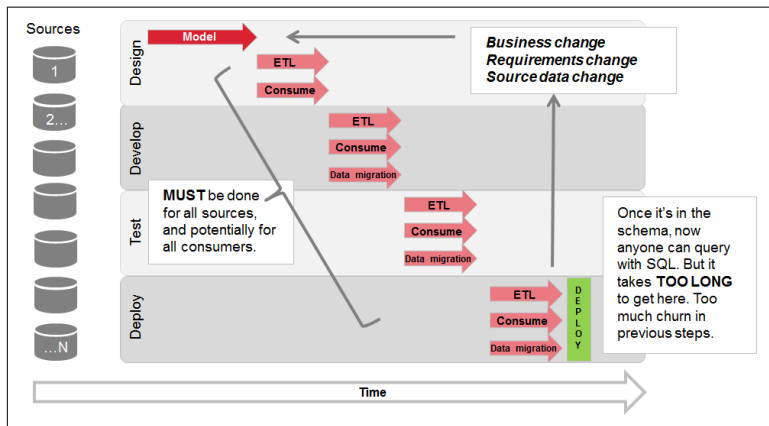 Sources
1
2...
...N
Design
Model
ETL
Consume
Business change
Requirements change
Source data change
Develop
ETL
Consume
Data migration
MUST be done
for all sources,
and potentially for
all consumers.
Test
ETL
Consume
Data migration
Once it's in the
schema, now
anyone can query
with SQL. But it
takes TOO LONG
to get here. Too
much churn in
previous steps.
Deploy
ETL
Consume
Data migration
DEPLOY
Time